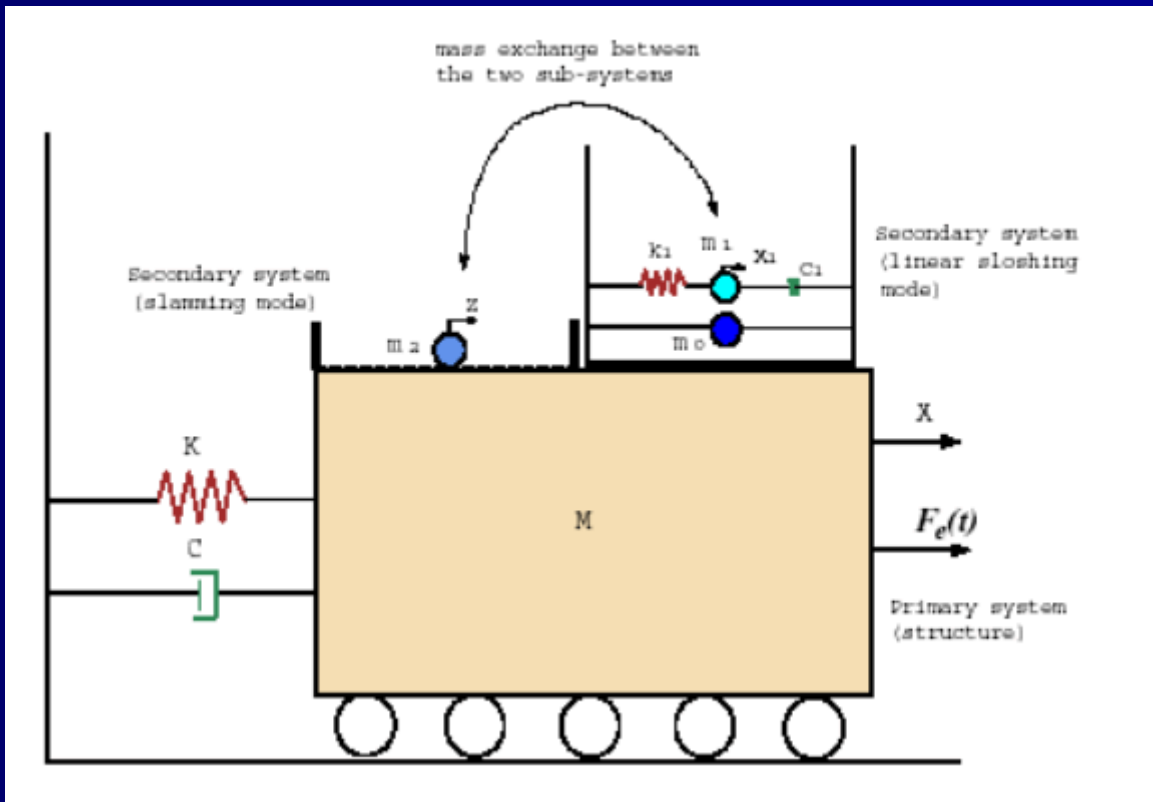 mass exchange between
the two sub-systems
Secondary system
(slamming mode)
Secondary system
(linear sloshing
mode)
k1
m1
x1
C1
m0
z
m2
K
C
M
X
Fe(t)
Primary system
(structure)